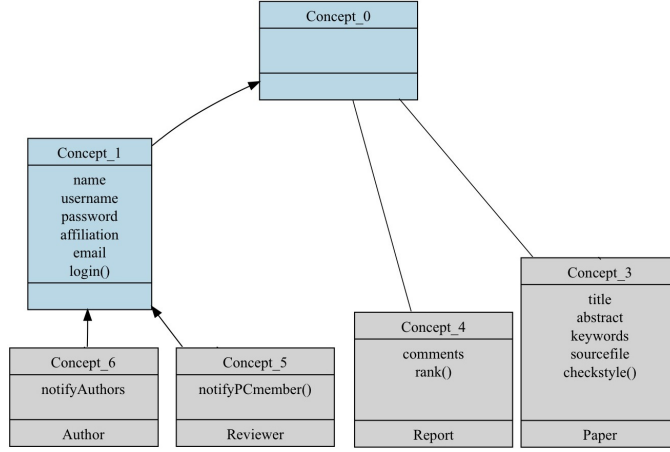 Concept_0
Concept_1
name
username
password
affiliation
email
login()
Concept_6
notifyAuthors
Author
Concept_5
notifyPCmember()
Reviewer
Concept_4
comments
rank()
Report
Concept_3
title
abstract
keywords
sourcefile
checkstyle()
Paper